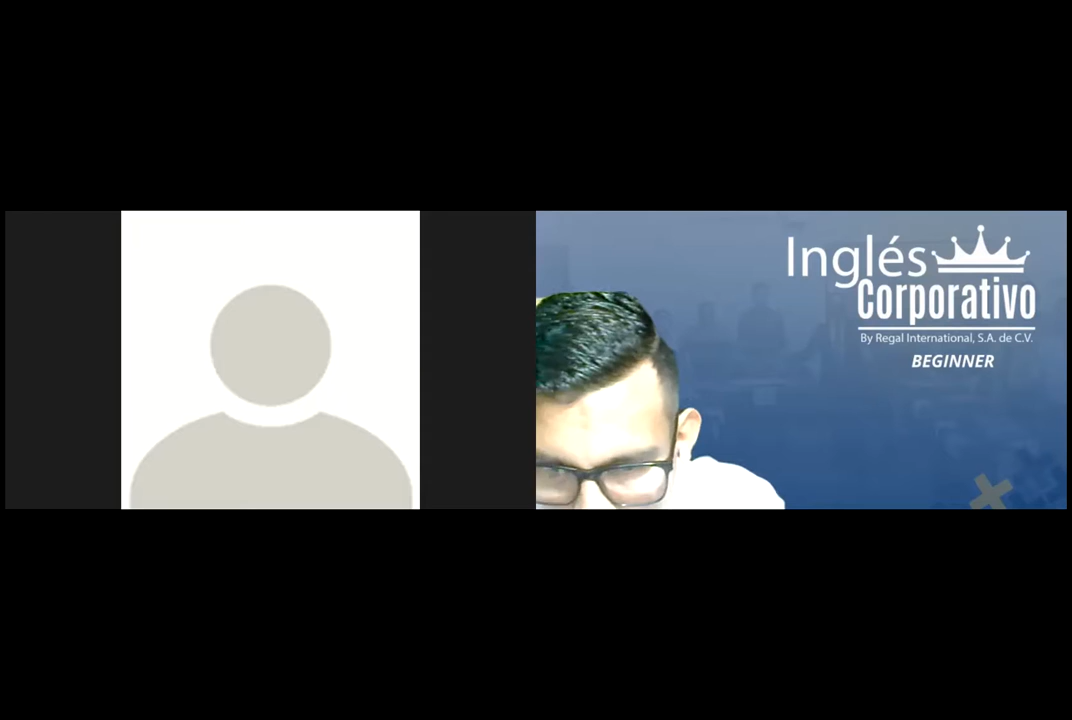 Inglés
Corporativo
By Regal International, S.A. de C.V.
BEGINNER